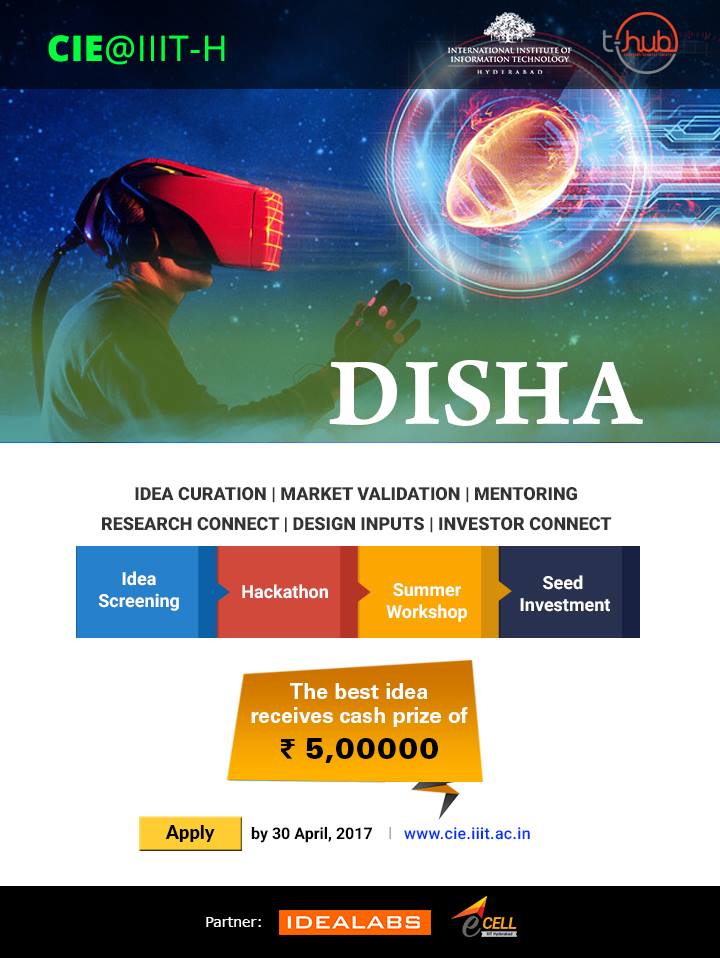 CIE@IIIT-H
INTERNATIONAL INSTITUTE OF
INFORMATION TECHNOLOGY
HYDERABAD
t-hub
DISHA
IDEA CURATION | MARKET VALIDATION | MENTORING
RESEARCH CONNECT | DESIGN INPUTS | INVESTOR CONNECT
Idea
Screening
Hackathon
Summer
Workshop
Seed
Investment
The best idea
receives cash prize of
₹ 5,00000
Apply by 30 April, 2017 | www.cie.iiit.ac.in
Partner: IDEALABS eCELL